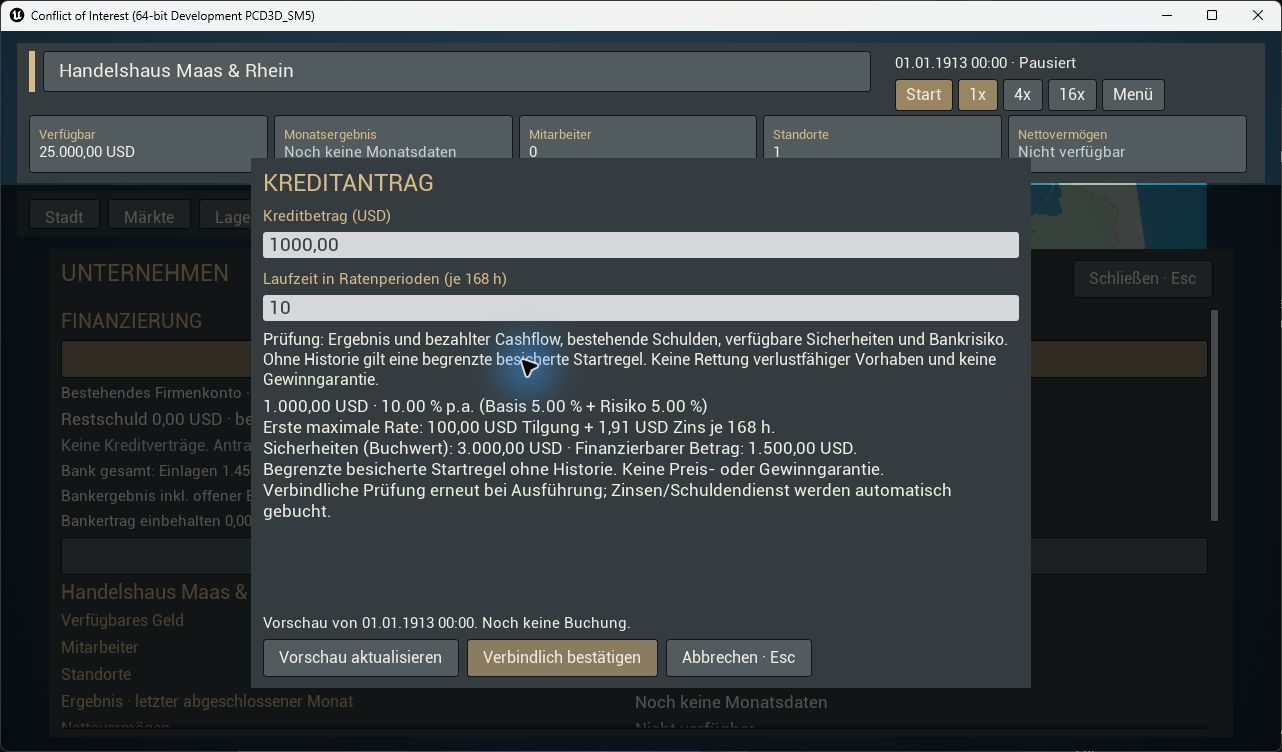 Conflict of Interest (64-bit Development PCD3D_SM5)
Handelshaus Maas & Rhein
01.01.1913 00:00 · Pausiert
Start
1x
4x
16x
Menü
Verfügbar
25.000,00 USD
Monatsergebnis
Noch keine Monatsdaten
Mitarbeiter
0
Standorte
1
Nettovermögen
Nicht verfügbar
Stadt
Märkte
UNTERNEHMEN
Schließen · Esc
FINANZIERUNG
Bestehendes Firmenkonto ·
Restschuld 0,00 USD ·
Keine Kreditverträge.
Bank gesamt: Einlagen
Bankergebnis inkl. offener
Bankertrag einbehalten
Handelshaus Maas &
Verfügbares Geld
Mitarbeiter
Standorte
Ergebnis · letzter abgeschlossener Monat
Noch keine Monatsdaten
Nettovermögen
Nicht verfügbar
KREDITANTRAG
Kreditbetrag (USD)
1000,00
Laufzeit in Ratenperioden (je 168 h)
10
Prüfung: Ergebnis und bezahlter Cashflow, bestehende Schulden, verfügbare Sicherheiten und Bankrisiko.
Ohne Historie gilt eine begrenzte besicherte Startregel. Keine Rettung verlustfähiger Vorhaben und keine
Gewinngarantie.
1.000,00 USD · 10.00 % p.a. (Basis 5.00 % + Risiko 5.00 %)
Erste maximale Rate: 100,00 USD Tilgung + 1,91 USD Zins je 168 h.
Sicherheiten (Buchwert): 3.000,00 USD · Finanzierbarer Betrag: 1.500,00 USD.
Begrenzte besicherte Startregel ohne Historie. Keine Preis- oder Gewinngarantie.
Verbindliche Prüfung erneut bei Ausführung; Zinsen/Schuldendienst werden automatisch
gebucht.
Vorschau von 01.01.1913 00:00. Noch keine Buchung.
Vorschau aktualisieren
Verbindlich bestätigen
Abbrechen · Esc